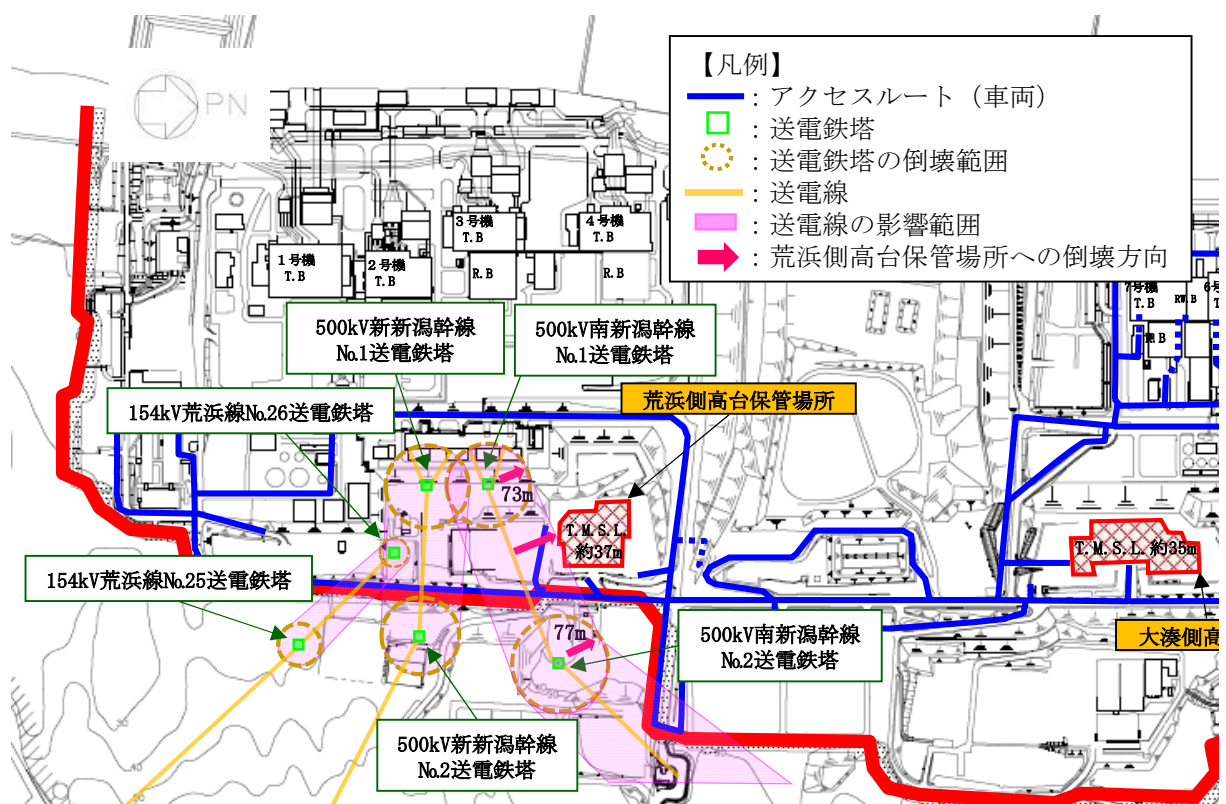 PN
【凡例】
：アクセスルート（車両）
：送電鉄塔
：送電鉄塔の倒壊範囲
：送電線
：送電線の影響範囲
：荒浜側高台保管場所への倒壊方向
1号機
T.B
2号機
T.B
3号機
T.B
R.B
4号機
T.B
R.B
7号機
T.B
RW.B
6号
T.
R.B
500kV新新潟幹線
No.1送電鉄塔
500kV南新潟幹線
No.1送電鉄塔
154kV荒浜線No.26送電鉄塔
荒浜側高台保管場所
73m
T.M.S.L.
約37m
T.M.S.L.約35m
154kV荒浜線No.25送電鉄塔
77m
500kV南新潟幹線
No.2送電鉄塔
大湊側高
500kV新新潟幹線
No.2送電鉄塔